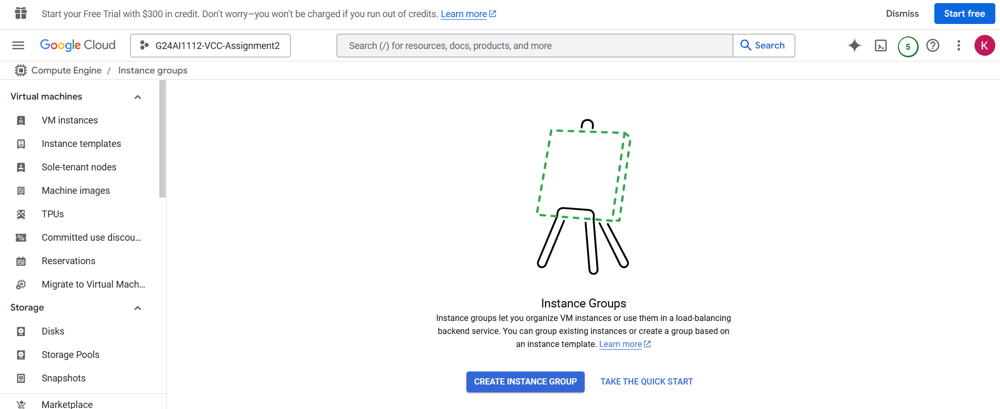 Start your Free Trial with $300 in credit. Don’t worry—you won’t be charged if you run out of credits. Learn more
Dismiss
Start free
Google Cloud
G24AI1112-VCC-Assignment2
Search (/) for resources, docs, products, and more
Search
5
K
Compute Engine / Instance groups
Virtual machines
VM instances
Instance templates
Sole-tenant nodes
Machine images
TPUs
Committed use discou...
Reservations
Migrate to Virtual Mach...
Storage
Disks
Storage Pools
Snapshots
Marketplace
Instance Groups
Instance groups let you organize VM instances or use them in a load-balancing
backend service. You can group existing instances or create a group based on
an instance template. Learn more
CREATE INSTANCE GROUP
TAKE THE QUICK START